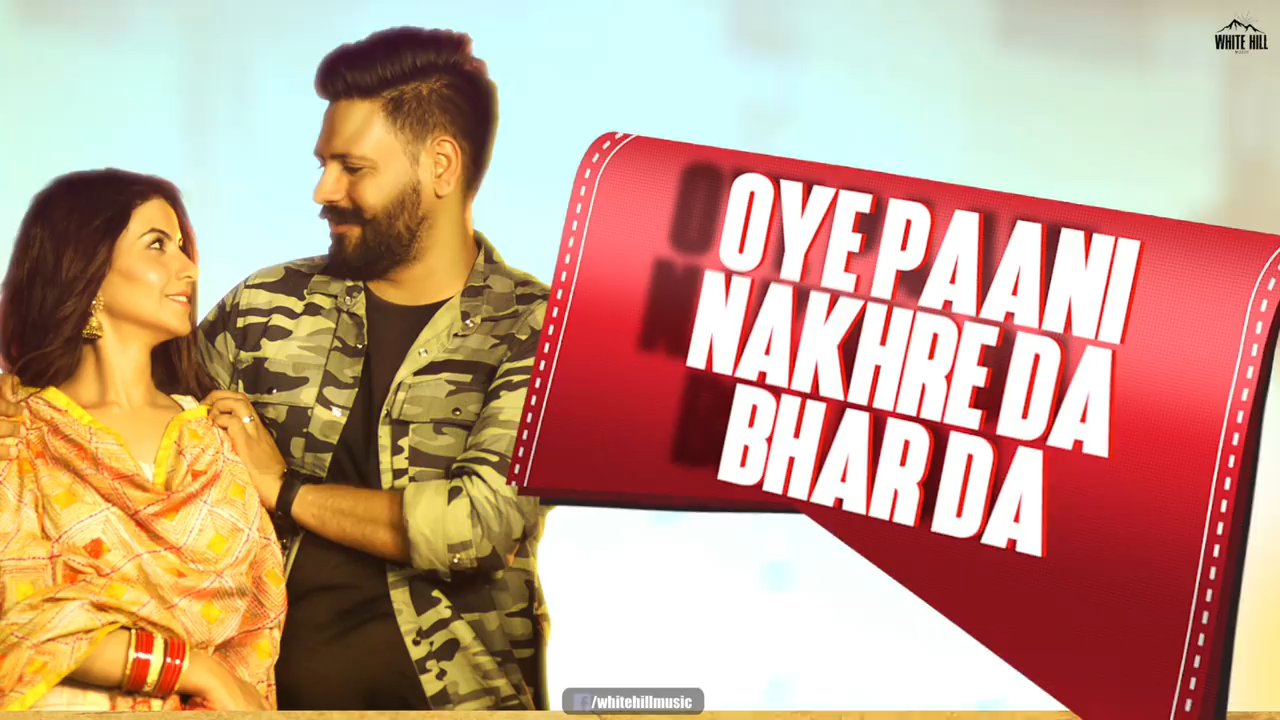 WHITE HILL
OYE PAANI
NAKHRE DA
BHAR DA
f/whitehillmusic